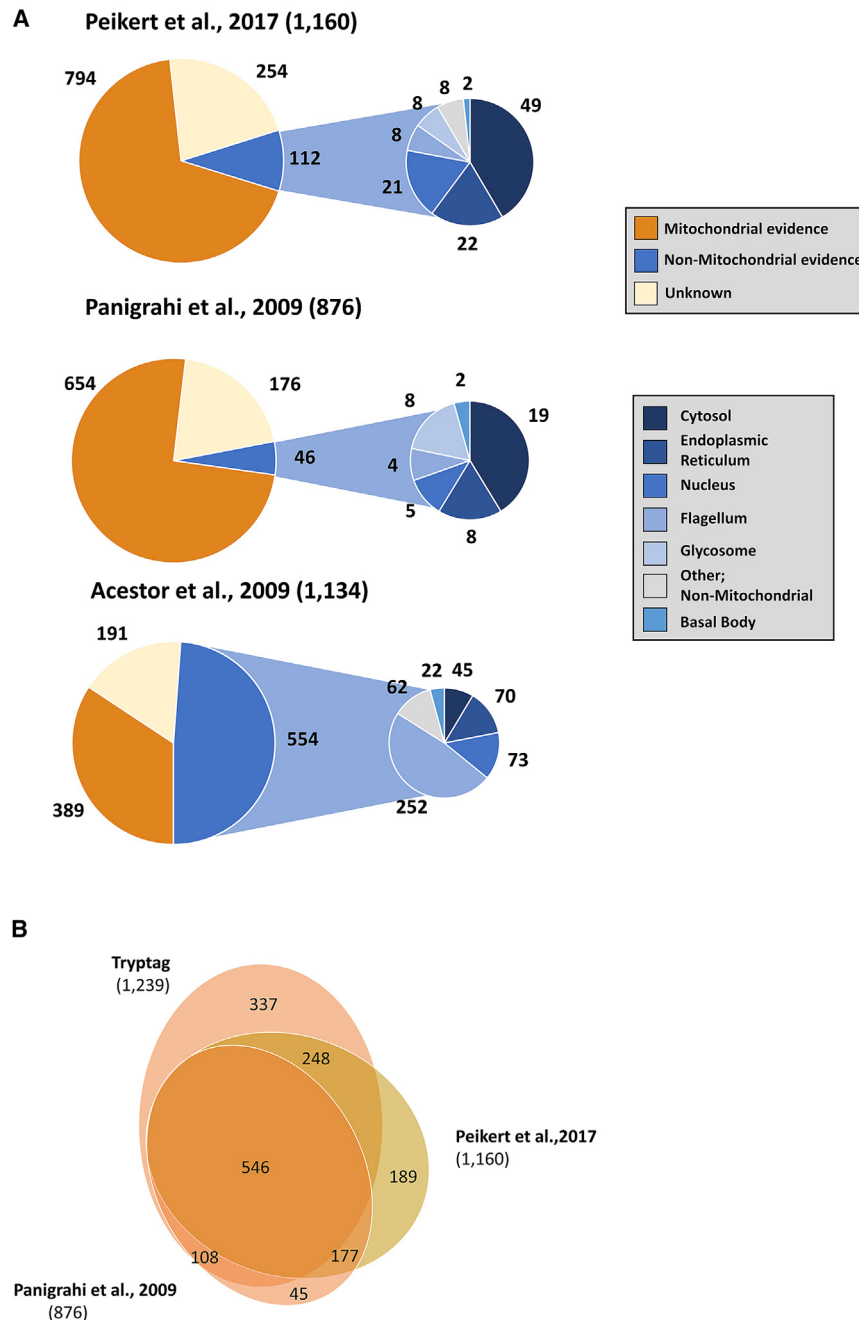 A
Peikert et al., 2017 (1,160)
794
254
112
8
8
8
2
49
21
22
Mitochondrial evidence
Non-Mitochondrial evidence
Unknown
Panigrahi et al., 2009 (876)
654
176
46
8
2
19
4
5
8
Cytosol
Endoplasmic
Reticulum
Nucleus
Flagellum
Glycosome
Other;
Non-Mitochondrial
Basal Body
Acestor et al., 2009 (1,134)
191
389
554
62
22
45
70
73
252
B
Tryptag
(1,239)
337
248
Peikert et al.,2017
(1,160)
546
189
108
177
Panigrahi et al., 2009
(876)
45